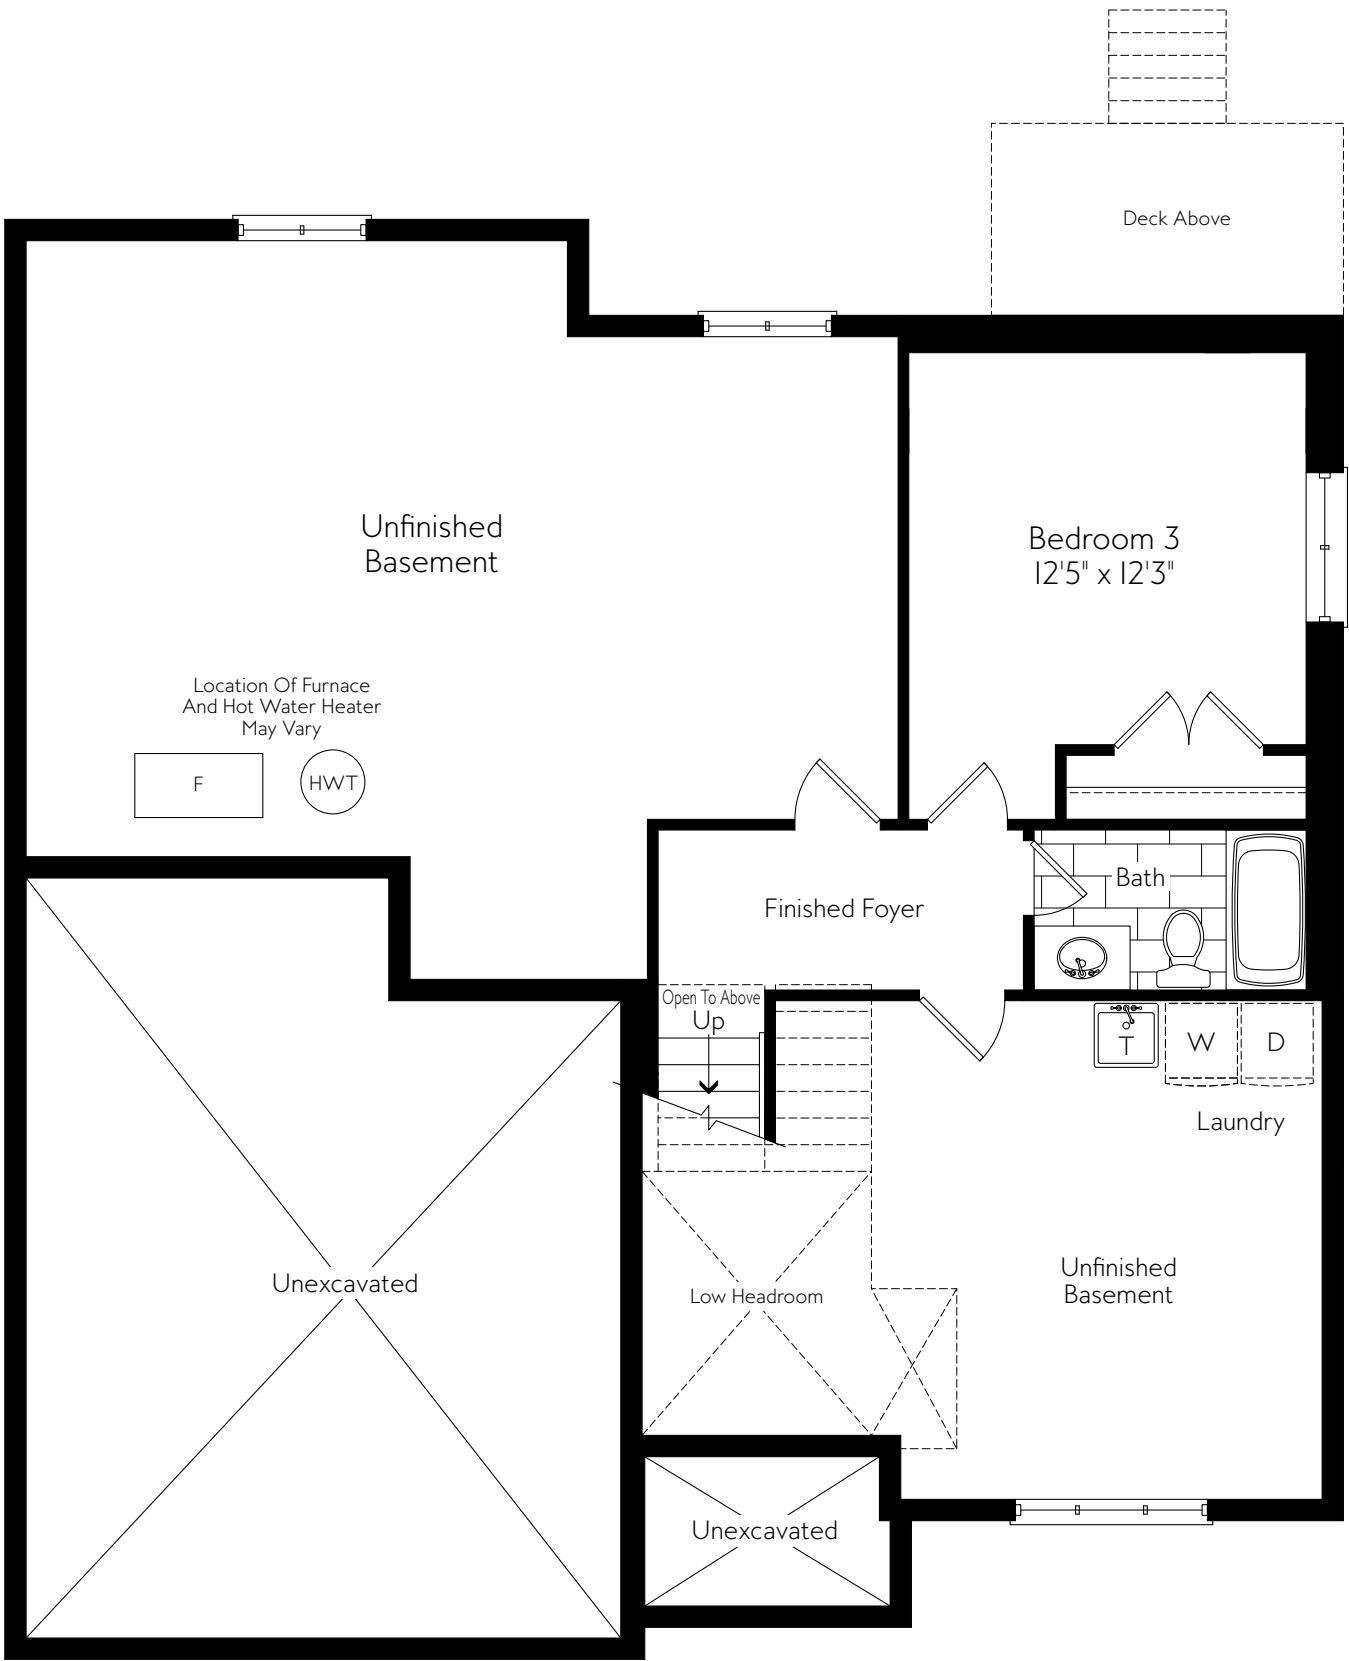 Deck Above
Unfinished
Basement
Bedroom 3
12'5" x 12'3"
Location Of Furnace
And Hot Water Heater
May Vary
F
HWT
Bath
Finished Foyer
Open To Above
Up
T
W
D
Laundry
Unexcavated
Low Headroom
Unfinished
Basement
Unexcavated